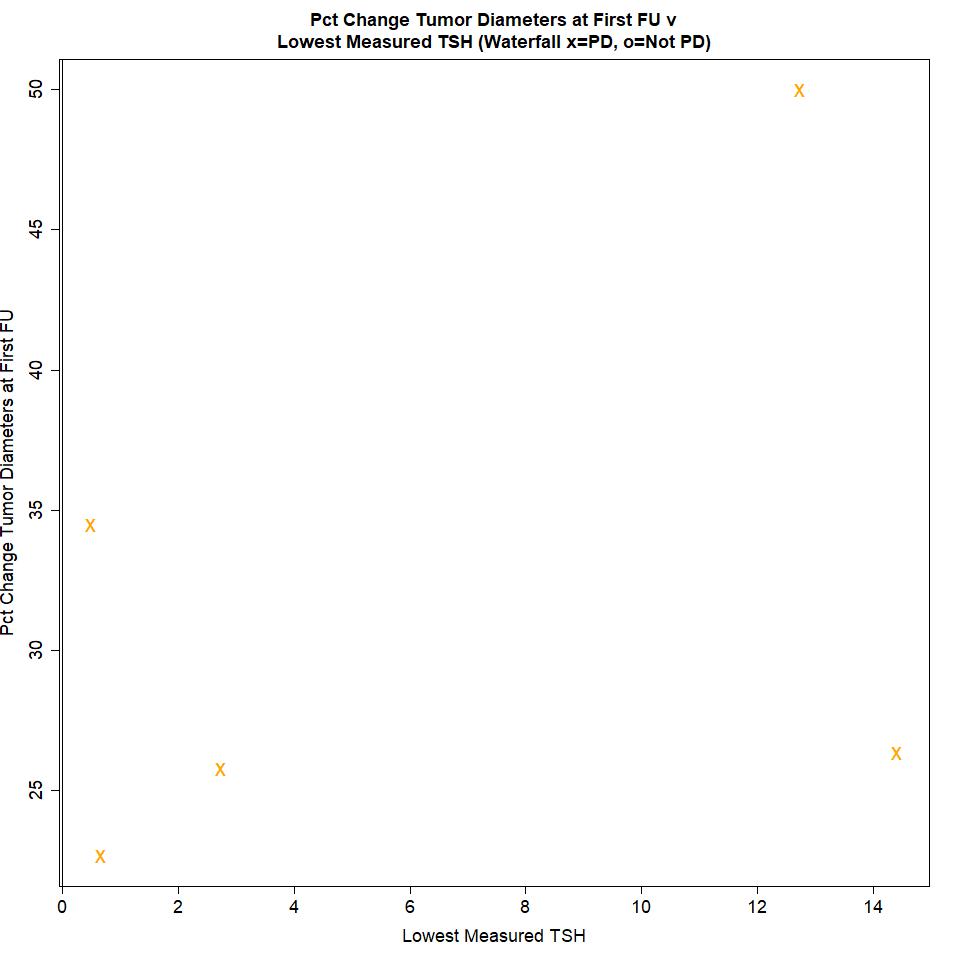 Pct Change Tumor Diameters at First FU v
Lowest Measured TSH (Waterfall x=PD, o=Not PD)
Pct Change Tumor Diameters at First FU
50
45
40
35
30
25
X
X
X
X
X
0 2 4 6 8 10 12 14
Lowest Measured TSH